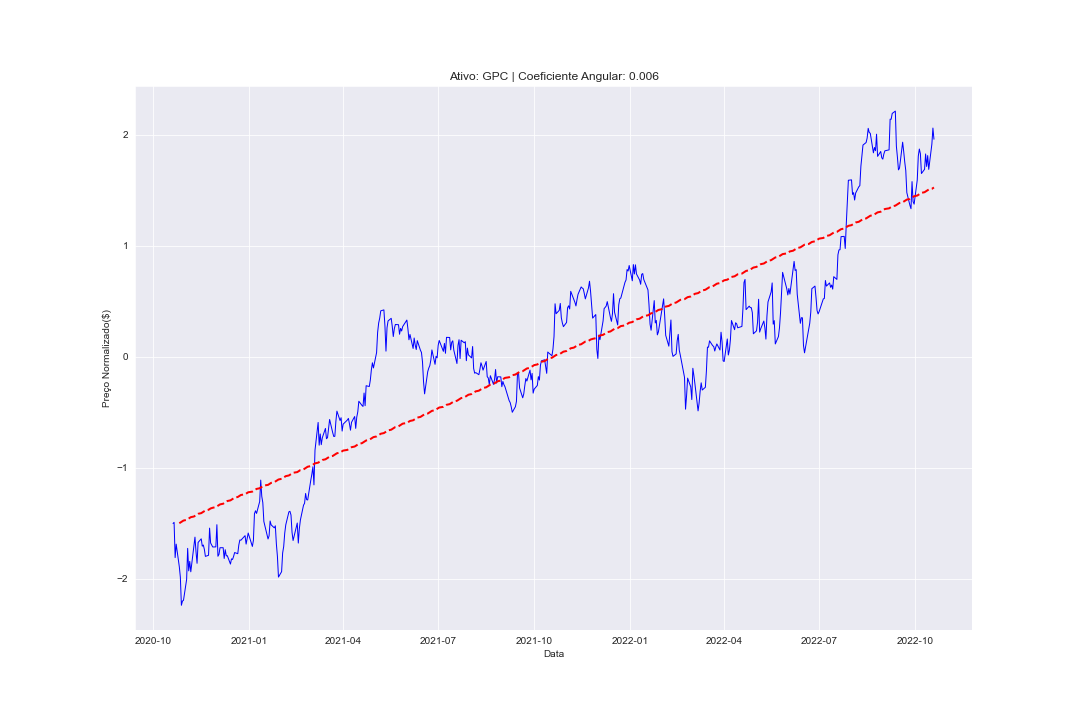 Ativo: GPC | Coeficiente Angular: 0.006
Preço Normalizado($)
2
1
0
−1
−2
2020-10 2021-01 2021-04 2021-07 2021-10 2022-01 2022-04 2022-07 2022-10
Data